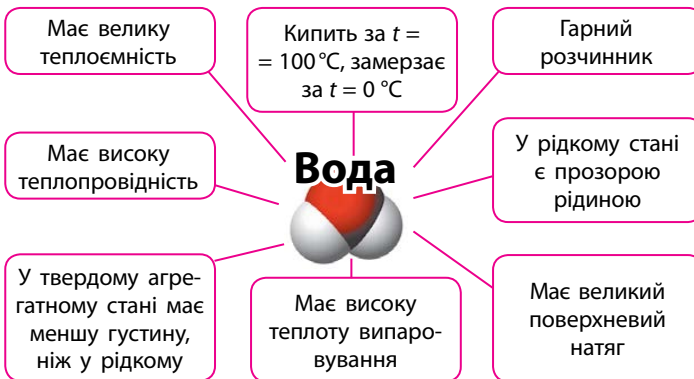 Має велику
теплоємність
Кипить за t =
= 100 °C, замерзає
за t = 0 °C
Гарний
розчинник
Має високу
теплопровідність
Вода
У рідкому стані
є прозорою
рідиною
У твердому агре-
гатному стані має
меншу густину,
ніж у рідкому
Має високу
теплоту випаро-
вування
Має великий
поверхневий
натяг